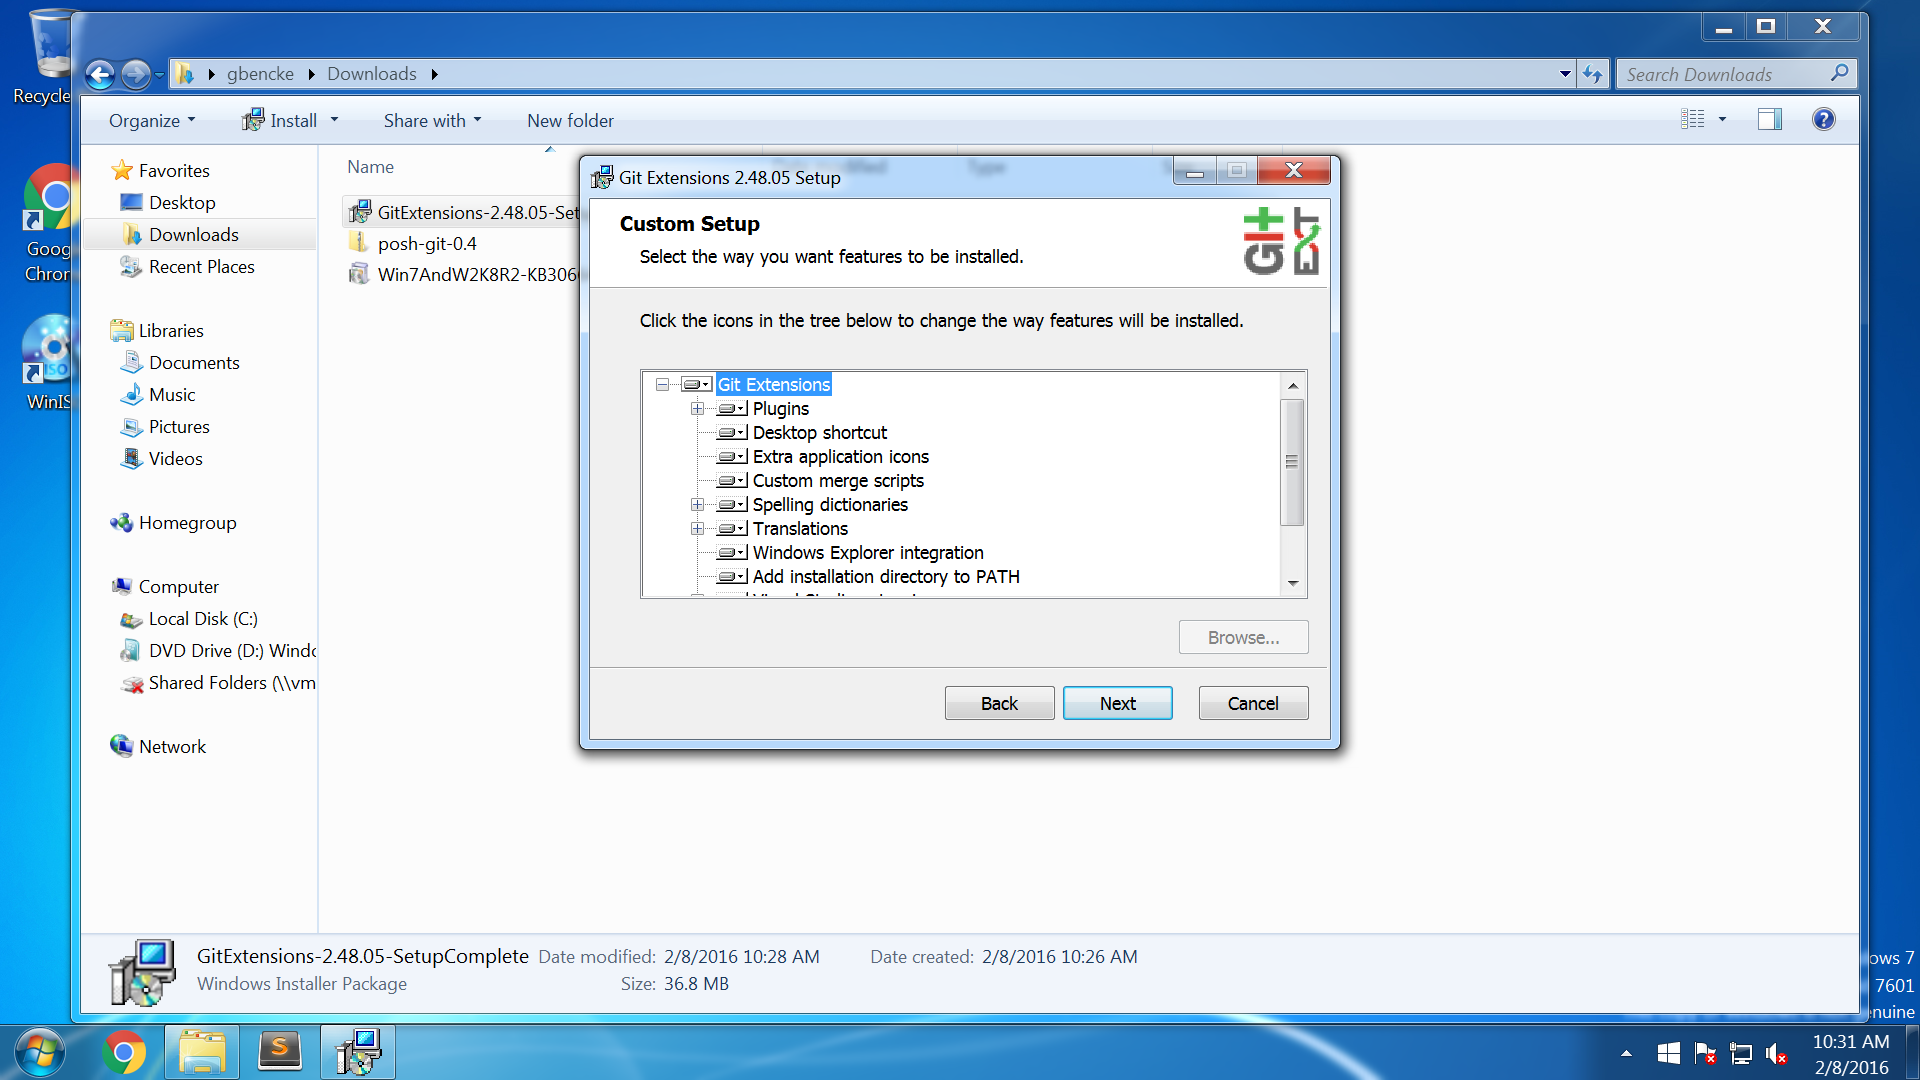 Recycle
Goog
Chron
WinIS
gbencke
Downloads
Search Downloads
Organize
Install
Share with
New folder
Name
Favorites
Desktop
Downloads
Recent Places
Libraries
Documents
Music
Pictures
Videos
Homegroup
Computer
Local Disk (C:)
DVD Drive (D:) Windo
Shared Folders (\\vm
Network
GitExtensions-2.48.05-Set
posh-git-0.4
Win7AndW2K8R2-KB306
Git Extensions 2.48.05 Setup
Custom Setup
Select the way you want features to be installed.
Git
Ext
Click the icons in the tree below to change the way features will be installed.
Git Extensions
Plugins
Desktop shortcut
Extra application icons
Custom merge scripts
Spelling dictionaries
Translations
Windows Explorer integration
Add installation directory to PATH
Browse...
Back
Next
Cancel
GitExtensions-2.48.05-SetupComplete
Date modified: 2/8/2016 10:28 AM
Date created: 2/8/2016 10:26 AM
Windows Installer Package
Size: 36.8 MB
ows 7
7601
enuine
10:31 AM
2/8/2016